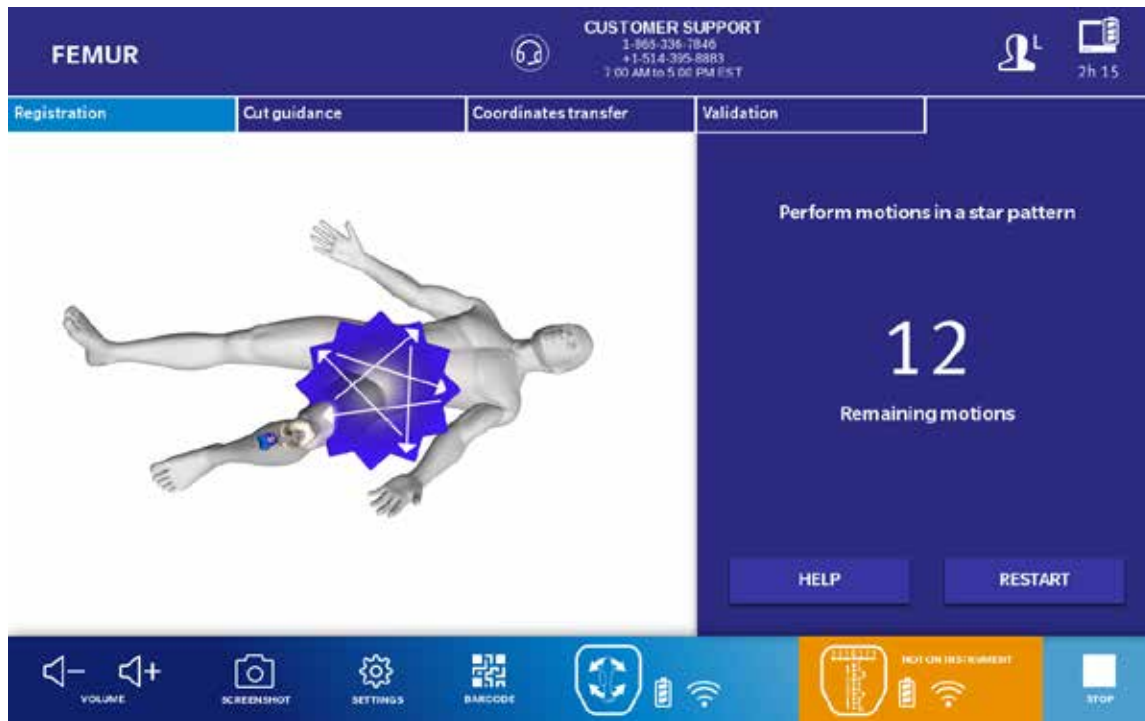 FEMUR
CUSTOMER SUPPORT
1-866-336-7846
+1-514-395-8883
7:00 AM to 5:00 PM EST
L
2h 15
Registration
Cut guidance
Coordinates transfer
Validation
Perform motions in a star pattern
12
Remaining motions
HELP
RESTART
VOLUME
SCREENSHOT
SETTINGS
BARCODE
NOT ON INSTRUMENT
STOP